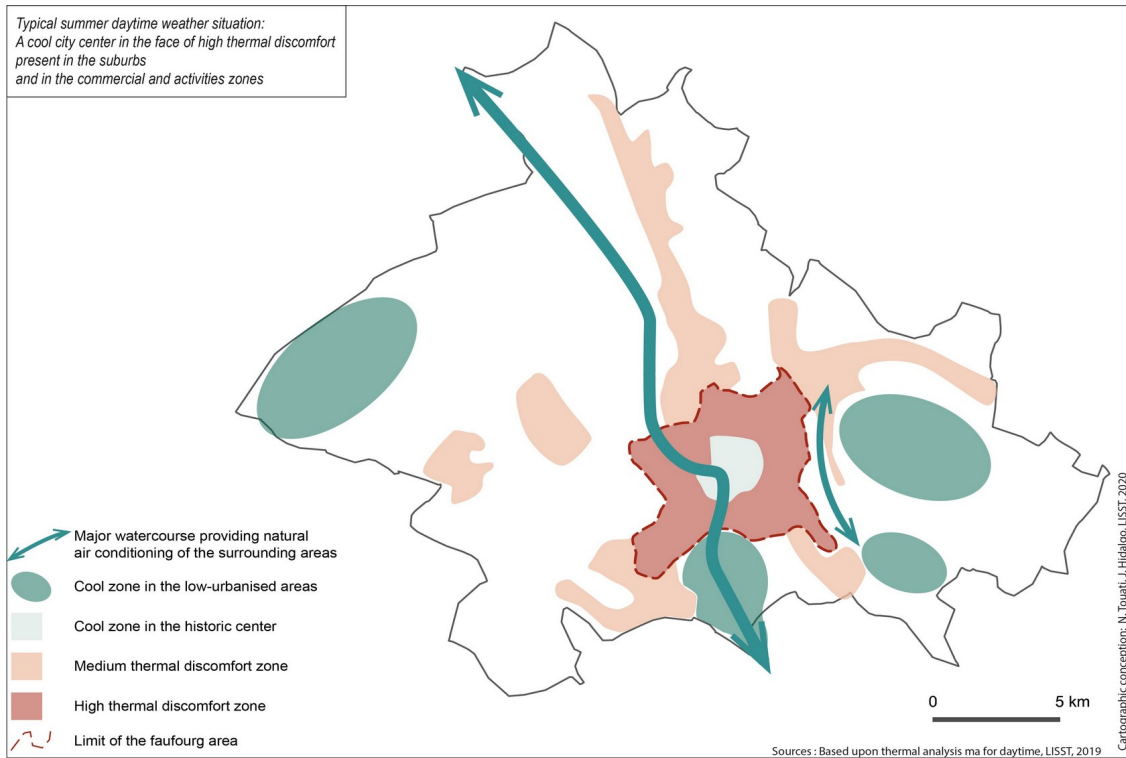 Typical summer daytime weather situation:
A cool city center in the face of high thermal discomfort
present in the suburbs
and in the commercial and activities zones
Major watercourse providing natural
air conditioning of the surrounding areas
Cool zone in the low-urbanised areas
Cool zone in the historic center
Medium thermal discomfort zone
High thermal discomfort zone
Limit of the faufourg area
0 5 km
Sources : Based upon thermal analysis ma for daytime, LISST, 2019
Cartographic conception: N. Touati, J. Hidalgo, LISST, 2020